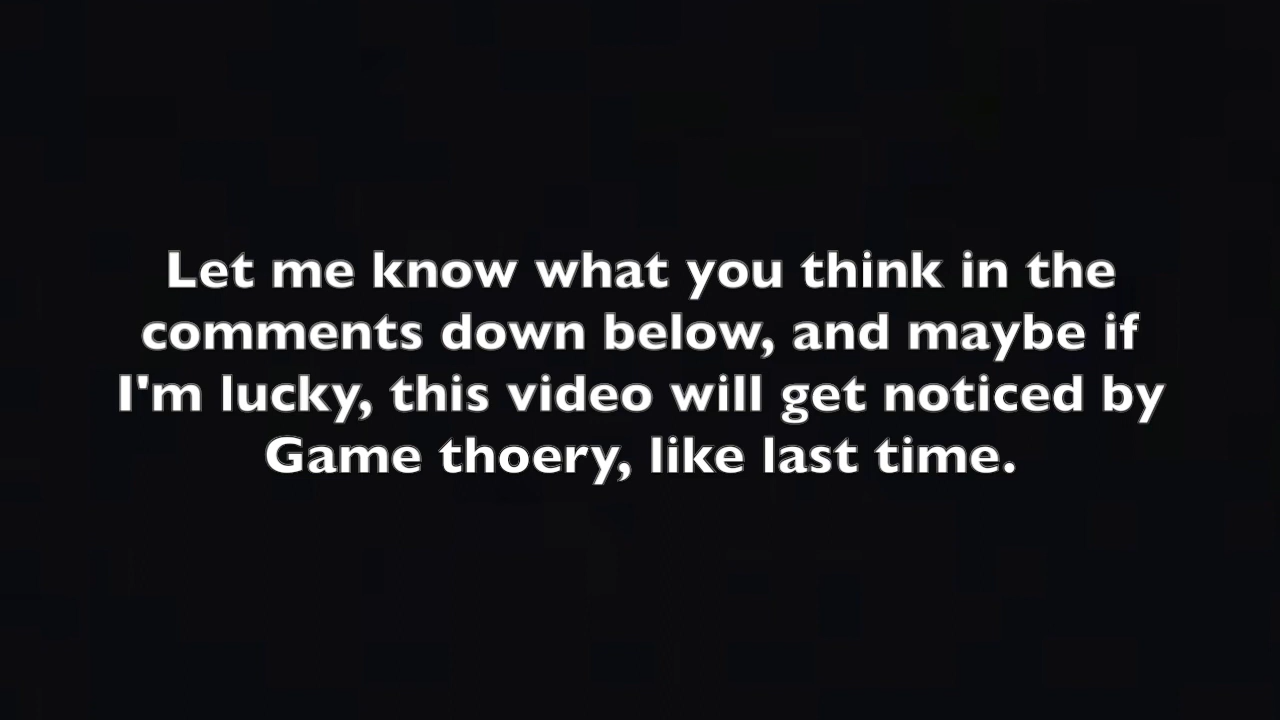 Let me know what you think in the
comments down below, and maybe if
I'm lucky, this video will get noticed by
Game thoery, like last time.